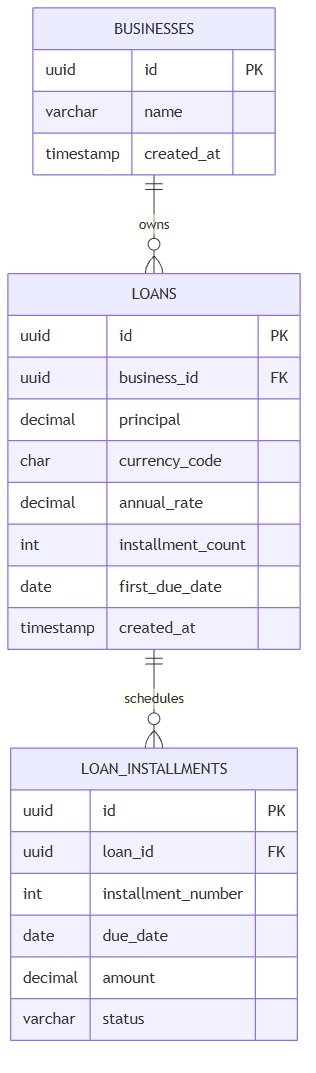 BUSINESSES
uuid id PK
varchar name
timestamp created_at
owns
LOANS
uuid id PK
uuid business_id FK
decimal principal
char currency_code
decimal annual_rate
int installment_count
date first_due_date
timestamp created_at
schedules
LOAN_INSTALLMENTS
uuid id PK
uuid loan_id FK
int installment_number
date due_date
decimal amount
varchar status